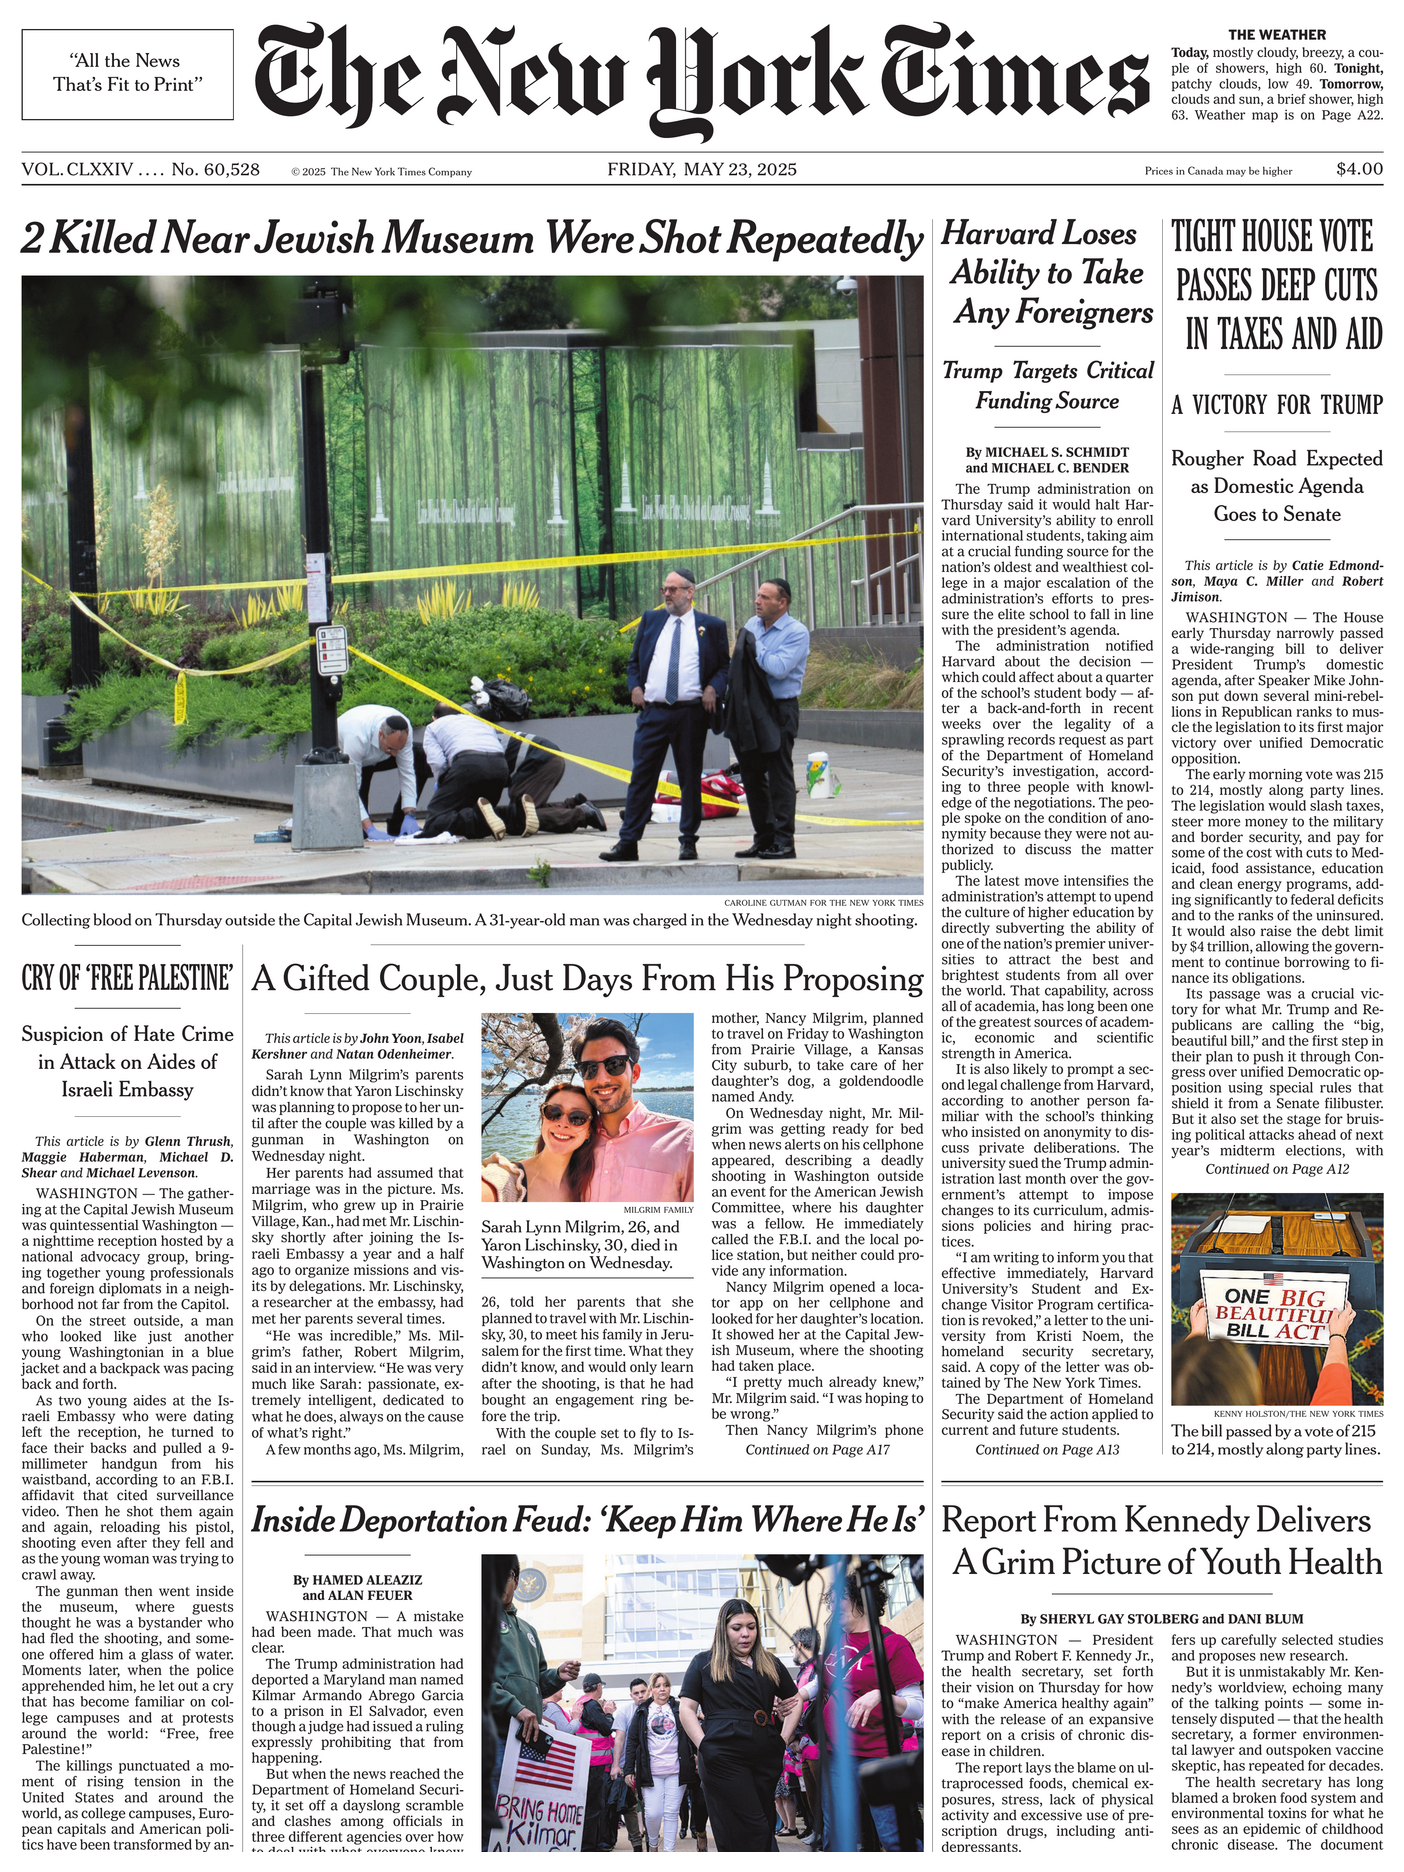 “All the News
That’s Fit to Print”
The New York Times
THE WEATHER
Today, mostly cloudy, breezy, a cou-
ple of showers, high 60. Tonight,
patchy clouds, low 49. Tomorrow,
clouds and sun, a brief shower, high
63. Weather map is on Page A22.
VOL. CLXXIV .... No. 60,528
© 2025 The New York Times Company
FRIDAY, MAY 23, 2025
Prices in Canada may be higher
$4.00
2 Killed Near Jewish Museum Were Shot Repeatedly
CAROLINE GUTMAN FOR THE NEW YORK TIMES
Collecting blood on Thursday outside the Capital Jewish Museum. A 31-year-old man was charged in the Wednesday night shooting.
CRY OF ‘FREE PALESTINE’
Suspicion of Hate Crime
in Attack on Aides of
Israeli Embassy
This article is by Glenn Thrush,
Maggie Haberman, Michael D.
Shear and Michael Levenson.
WASHINGTON — The gather-
ing at the Capital Jewish Museum
was quintessential Washington —
a nighttime reception hosted by a
national advocacy group, bring-
ing together young professionals
and foreign diplomats in a neigh-
borhood not far from the Capitol.
On the street outside, a man
who looked like just another
young Washingtonian in a blue
jacket and a backpack was pacing
back and forth.
As two young aides at the Is-
raeli Embassy who were dating
left the reception, he turned to
face their backs and pulled a 9-
millimeter handgun from his
waistband, according to an F.B.I.
affidavit that cited surveillance
video. Then he shot them again
and again, reloading his pistol,
shooting even after they fell and
as the young woman was trying to
crawl away.
The gunman then went inside
the museum, where guests
thought he was a bystander who
had fled the shooting, and some-
one offered him a glass of water.
Moments later, when the police
apprehended him, he let out a cry
that has become familiar on col-
lege campuses and at protests
around the world: “Free, free
Palestine!”
The killings punctuated a mo-
ment of rising tension in the
United States and around the
world, as college campuses, Euro-
pean capitals and American poli-
tics have been transformed by an-
A Gifted Couple, Just Days From His Proposing
This article is by John Yoon, Isabel
Kershner and Natan Odenheimer.
Sarah Lynn Milgrim’s parents
didn’t know that Yaron Lischinsky
was planning to propose to her un-
til after the couple was killed by a
gunman in Washington on
Wednesday night.
Her parents had assumed that
marriage was in the picture. Ms.
Milgrim, who grew up in Prairie
Village, Kan., had met Mr. Lischin-
sky shortly after joining the Is-
raeli Embassy a year and a half
ago to organize missions and vis-
its by delegations. Mr. Lischinsky,
a researcher at the embassy, had
met her parents several times.
“He was incredible,” Ms. Mil-
grim’s father, Robert Milgrim,
said in an interview. “He was very
much like Sarah: passionate, ex-
tremely intelligent, dedicated to
what he does, always on the cause
of what’s right.”
A few months ago, Ms. Milgrim,
MILGRIM FAMILY
Sarah Lynn Milgrim, 26, and
Yaron Lischinsky, 30, died in
Washington on Wednesday.
26, told her parents that she
planned to travel with Mr. Lischin-
sky, 30, to meet his family in Jeru-
salem for the first time. What they
didn’t know, and would only learn
after the shooting, is that he had
bought an engagement ring be-
fore the trip.
With the couple set to fly to Is-
rael on Sunday, Ms. Milgrim’s
mother, Nancy Milgrim, planned
to travel on Friday to Washington
from Prairie Village, a Kansas
City suburb, to take care of her
daughter’s dog, a goldendoodle
named Andy.
On Wednesday night, Mr. Mil-
grim was getting ready for bed
when news alerts on his cellphone
appeared, describing a deadly
shooting in Washington outside
an event for the American Jewish
Committee, where his daughter
was a fellow. He immediately
called the F.B.I. and the local po-
lice station, but neither could pro-
vide any information.
Nancy Milgrim opened a loca-
tor app on her cellphone and
looked for her daughter’s location.
It showed her at the Capital Jew-
ish Museum, where the shooting
had taken place.
“I pretty much already knew,”
Mr. Milgrim said. “I was hoping to
be wrong.”
Then Nancy Milgrim’s phone
Continued on Page A17
Harvard Loses
Ability to Take
Any Foreigners
Trump Targets Critical
Funding Source
By MICHAEL S. SCHMIDT
and MICHAEL C. BENDER
The Trump administration on
Thursday said it would halt Har-
vard University’s ability to enroll
international students, taking aim
at a crucial funding source for the
nation’s oldest and wealthiest col-
lege in a major escalation of the
administration’s efforts to pres-
sure the elite school to fall in line
with the president’s agenda.
The administration notified
Harvard about the decision —
which could affect about a quarter
of the school’s student body — af-
ter a back-and-forth in recent
weeks over the legality of a
sprawling records request as part
of the Department of Homeland
Security’s investigation, accord-
ing to three people with knowl-
edge of the negotiations. The peo-
ple spoke on the condition of ano-
nymity because they were not au-
thorized to discuss the matter
publicly.
The latest move intensifies the
administration’s attempt to upend
the culture of higher education by
directly subverting the ability of
one of the nation’s premier univer-
sities to attract the best and
brightest students from all over
the world. That capability, across
all of academia, has long been one
of the greatest sources of academ-
ic, economic and scientific
strength in America.
It is also likely to prompt a sec-
ond legal challenge from Harvard,
according to another person fa-
miliar with the school’s thinking
who insisted on anonymity to dis-
cuss private deliberations. The
university sued the Trump admin-
istration last month over the gov-
ernment’s attempt to impose
changes to its curriculum, admis-
sions policies and hiring prac-
tices.
“I am writing to inform you that
effective immediately, Harvard
University’s Student and Ex-
change Visitor Program certifica-
tion is revoked,” a letter to the uni-
versity from Kristi Noem, the
homeland security secretary,
said. A copy of the letter was ob-
tained by The New York Times.
The Department of Homeland
Security said the action applied to
current and future students.
Continued on Page A13
TIGHT HOUSE VOTE
PASSES DEEP CUTS
IN TAXES AND AID
A VICTORY FOR TRUMP
Rougher Road Expected
as Domestic Agenda
Goes to Senate
This article is by Catie Edmond-
son, Maya C. Miller and Robert
Jimison.
WASHINGTON — The House
early Thursday narrowly passed
a wide-ranging bill to deliver
President Trump’s domestic
agenda, after Speaker Mike John-
son put down several mini-rebel-
lions in Republican ranks to mus-
cle the legislation to its first major
victory over unified Democratic
opposition.
The early morning vote was 215
to 214, mostly along party lines.
The legislation would slash taxes,
steer more money to the military
and border security, and pay for
some of the cost with cuts to Med-
icaid, food assistance, education
and clean energy programs, add-
ing significantly to federal deficits
and to the ranks of the uninsured.
It would also raise the debt limit
by $4 trillion, allowing the govern-
ment to continue borrowing to fi-
nance its obligations.
Its passage was a crucial vic-
tory for what Mr. Trump and Re-
publicans are calling the “big,
beautiful bill,” and the first step in
their plan to push it through Con-
gress over unified Democratic op-
position using special rules that
shield it from a Senate filibuster.
But it also set the stage for bruis-
ing political attacks ahead of next
year’s midterm elections, with
Continued on Page A12
ONE BIG
BEAUTIFUL
BILL ACT
KENNY HOLSTON/THE NEW YORK TIMES
The bill passed by a vote of 215
to 214, mostly along party lines.
Inside Deportation Feud: ‘Keep Him Where He Is’
By HAMED ALEAZIZ
and ALAN FEUER
WASHINGTON — A mistake
had been made. That much was
clear.
The Trump administration had
deported a Maryland man named
Kilmar Armando Abrego Garcia
to a prison in El Salvador, even
though a judge had issued a ruling
expressly prohibiting that from
happening.
But when the news reached the
Department of Homeland Securi-
ty, it set off a dayslong scramble
and clashes among officials in
three different agencies over how
to deal with what everyone knew
BRING HOME
Kilmar
Report From Kennedy Delivers
A Grim Picture of Youth Health
By SHERYL GAY STOLBERG and DANI BLUM
WASHINGTON — President
Trump and Robert F. Kennedy Jr.,
the health secretary, set forth
their vision on Thursday for how
to “make America healthy again”
with the release of an expansive
report on a crisis of chronic dis-
ease in children.
The report lays the blame on ul-
traprocessed foods, chemical ex-
posures, stress, lack of physical
activity and excessive use of pre-
scription drugs, including anti-
depressants.
fers up carefully selected studies
and proposes new research.
But it is unmistakably Mr. Ken-
nedy’s worldview, echoing many
of the talking points — some in-
tensely disputed — that the health
secretary, a former environmen-
tal lawyer and outspoken vaccine
skeptic, has repeated for decades.
The health secretary has long
blamed a broken food system and
environmental toxins for what he
sees as an epidemic of childhood
chronic disease. The document